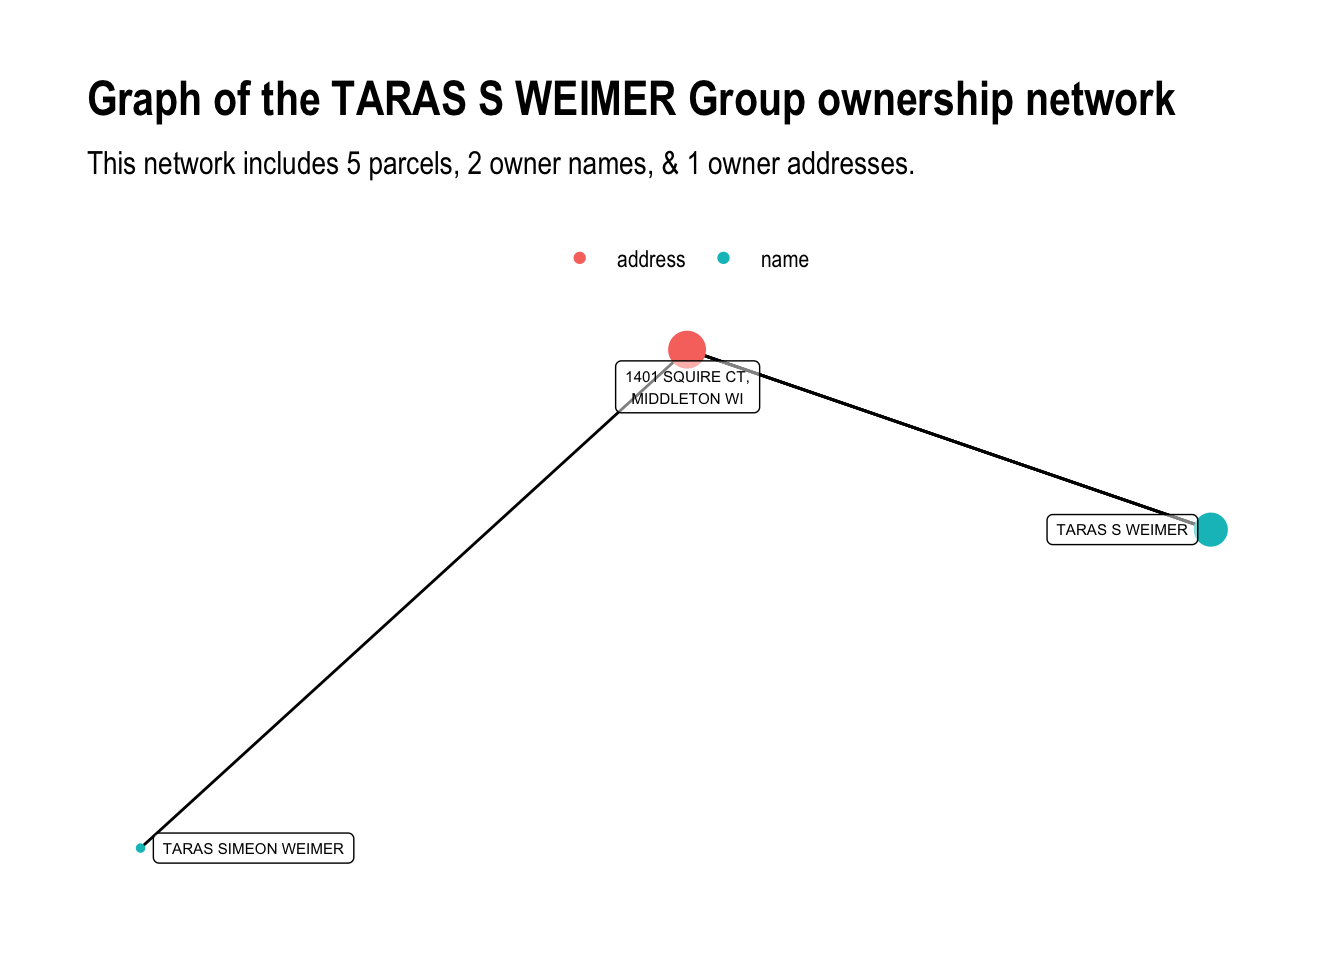 Graph of the TARAS S WEIMER Group ownership network
This network includes 5 parcels, 2 owner names, & 1 owner addresses.
address name
1401 SQUIRE CT,
MIDDLETON WI
TARAS S WEIMER
TARAS SIMEON WEIMER